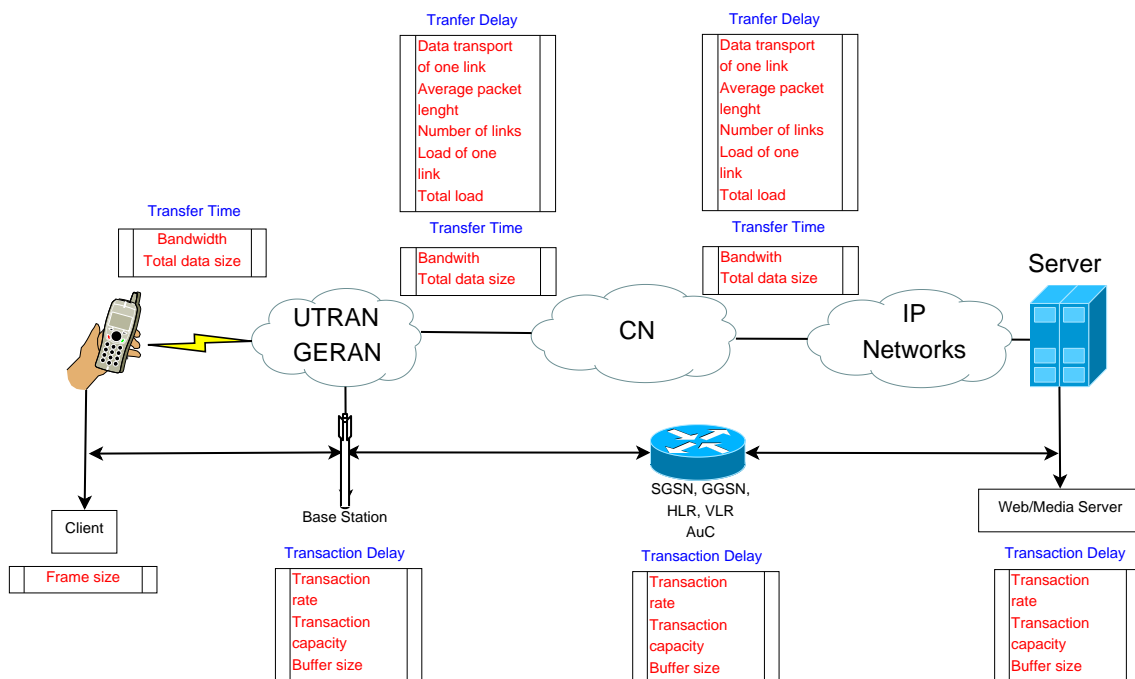 Tranfer Delay
Data transport
of one link
Average packet
lenght
Number of links
Load of one
link
Total load
Tranfer Delay
Data transport
of one link
Average packet
lenght
Number of links
Load of one
link
Total load
Transfer Time
Bandwidth
Total data size
Transfer Time
Bandwith
Total data size
Transfer Time
Bandwith
Total data size
Server
UTRAN
GERAN
CN
IP
Networks
Client
Frame size
Base Station
SGSN, GGSN,
HLR, VLR
AuC
Web/Media Server
Transaction Delay
Transaction
rate
Transaction
capacity
Buffer size
Transaction Delay
Transaction
rate
Transaction
capacity
Buffer size
Transaction Delay
Transaction
rate
Transaction
capacity
Buffer size